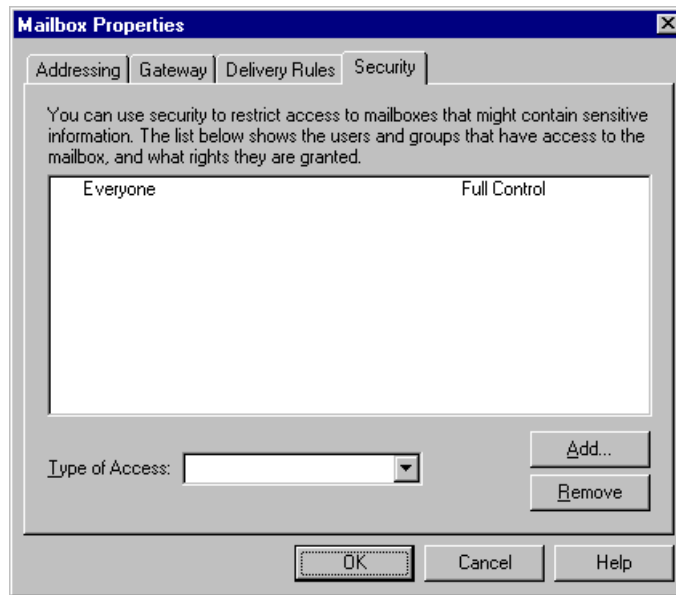 Mailbox Properties
Addressing Gateway Delivery Rules Security
You can use security to restrict access to mailboxes that might contain sensitive
information. The list below shows the users and groups that have access to the
mailbox, and what rights they are granted.
Everyone Full Control
Add...
Type of Access:
Remove
OK Cancel Help